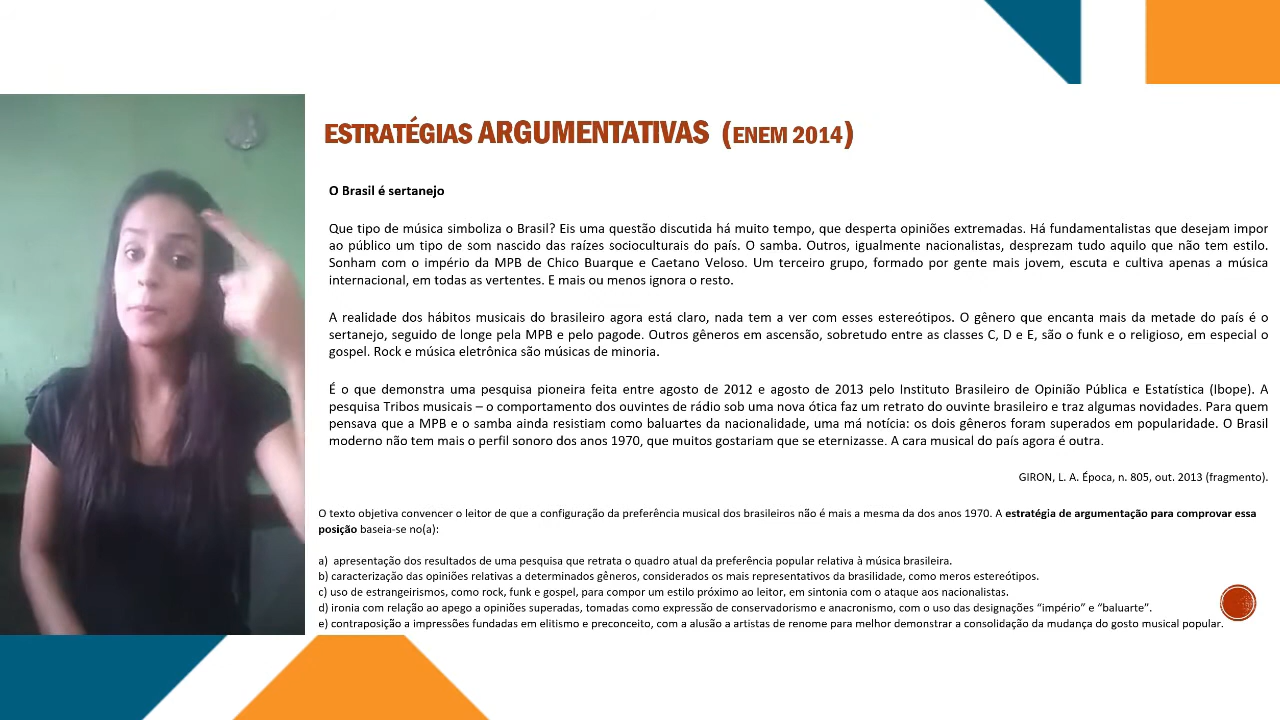 ESTRATÉGIAS ARGUMENTATIVAS (ENEM 2014)
O Brasil é sertanejo
Que tipo de música simboliza o Brasil? Eis uma questão discutida há muito tempo, que desperta opiniões extremadas. Há fundamentalistas que desejam impor
ao público um tipo de som nascido das raízes socioculturais do país. O samba. Outros, igualmente nacionalistas, desprezam tudo aquilo que não tem estilo.
Sonham com o império da MPB de Chico Buarque e Caetano Veloso. Um terceiro grupo, formado por gente mais jovem, escuta e cultiva apenas a música
internacional, em todas as vertentes. E mais ou menos ignora o resto.
A realidade dos hábitos musicais do brasileiro agora está claro, nada tem a ver com esses estereótipos. O gênero que encanta mais da metade do país é o
sertanejo, seguido de longe pela MPB e pelo pagode. Outros gêneros em ascensão, sobretudo entre as classes C, D e E, são o funk e o religioso, em especial o
gospel. Rock e música eletrônica são músicas de minoria.
É o que demonstra uma pesquisa pioneira feita entre agosto de 2012 e agosto de 2013 pelo Instituto Brasileiro de Opinião Pública e Estatística (Ibope). A
pesquisa Tribos musicais – o comportamento dos ouvintes de rádio sob uma nova ótica faz um retrato do ouvinte brasileiro e traz algumas novidades. Para quem
pensava que a MPB e o samba ainda resistiam como baluartes da nacionalidade, uma má notícia: os dois gêneros foram superados em popularidade. O Brasil
moderno não tem mais o perfil sonoro dos anos 1970, que muitos gostariam que se eternizasse. A cara musical do país agora é outra.
GIRON, L. A. Época, n. 805, out. 2013 (fragmento).
O texto objetiva convencer o leitor de que a configuração da preferência musical dos brasileiros não é mais a mesma da dos anos 1970. A estratégia de argumentação para comprovar essa
posição baseia-se no(a):
a) apresentação dos resultados de uma pesquisa que retrata o quadro atual da preferência popular relativa à música brasileira.
b) caracterização das opiniões relativas a determinados gêneros, considerados os mais representativos da brasilidade, como meros estereótipos.
c) uso de estrangeirismos, como rock, funk e gospel, para compor um estilo próximo ao leitor, em sintonia com o ataque aos nacionalistas.
d) ironia com relação ao apego a opiniões superadas, tomadas como expressão de conservadorismo e anacronismo, com o uso das designações “império” e “baluarte”.
e) contraposição a impressões fundadas em elitismo e preconceito, com a alusão a artistas de renome para melhor demonstrar a consolidação da mudança do gosto musical popular.